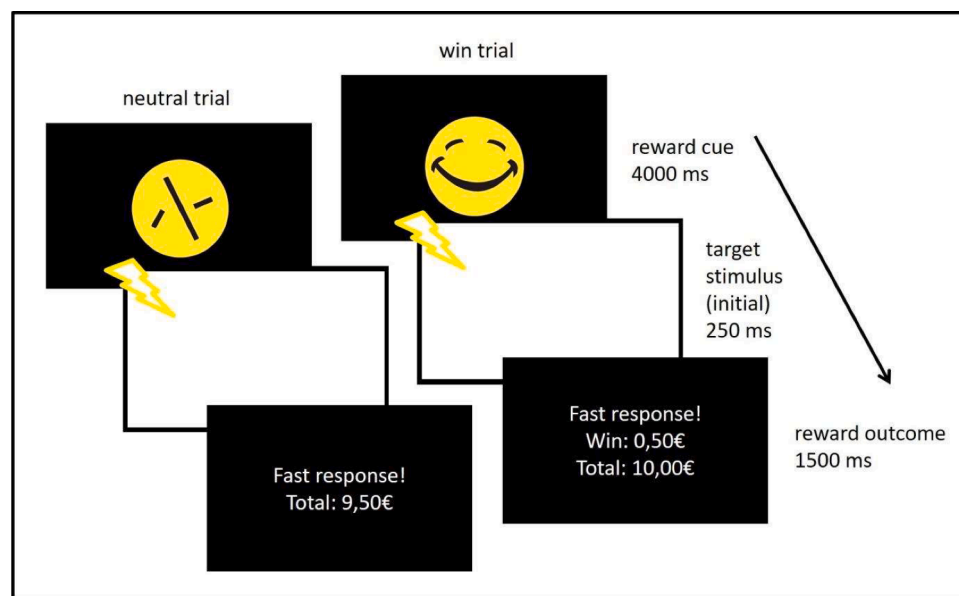 neutral trial
win trial
reward cue
4000 ms
target
stimulus
(initial)
250 ms
Fast response!
Total: 9,50€
Fast response!
Win: 0,50€
Total: 10,00€
reward outcome
1500 ms